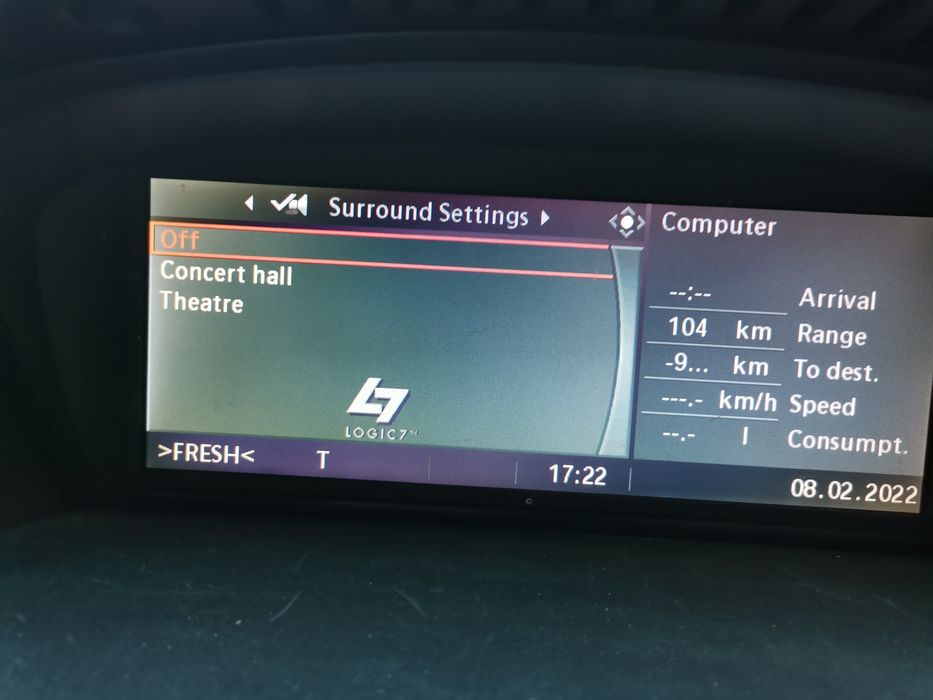 Surround Settings
Off
Concert hall
Theatre
LOGIC7™
>FRESH< T 17:22
Computer
--:-- Arrival
104 km Range
-9... km To dest.
---.- km/h Speed
--.- l Consumpt.
08.02.2022